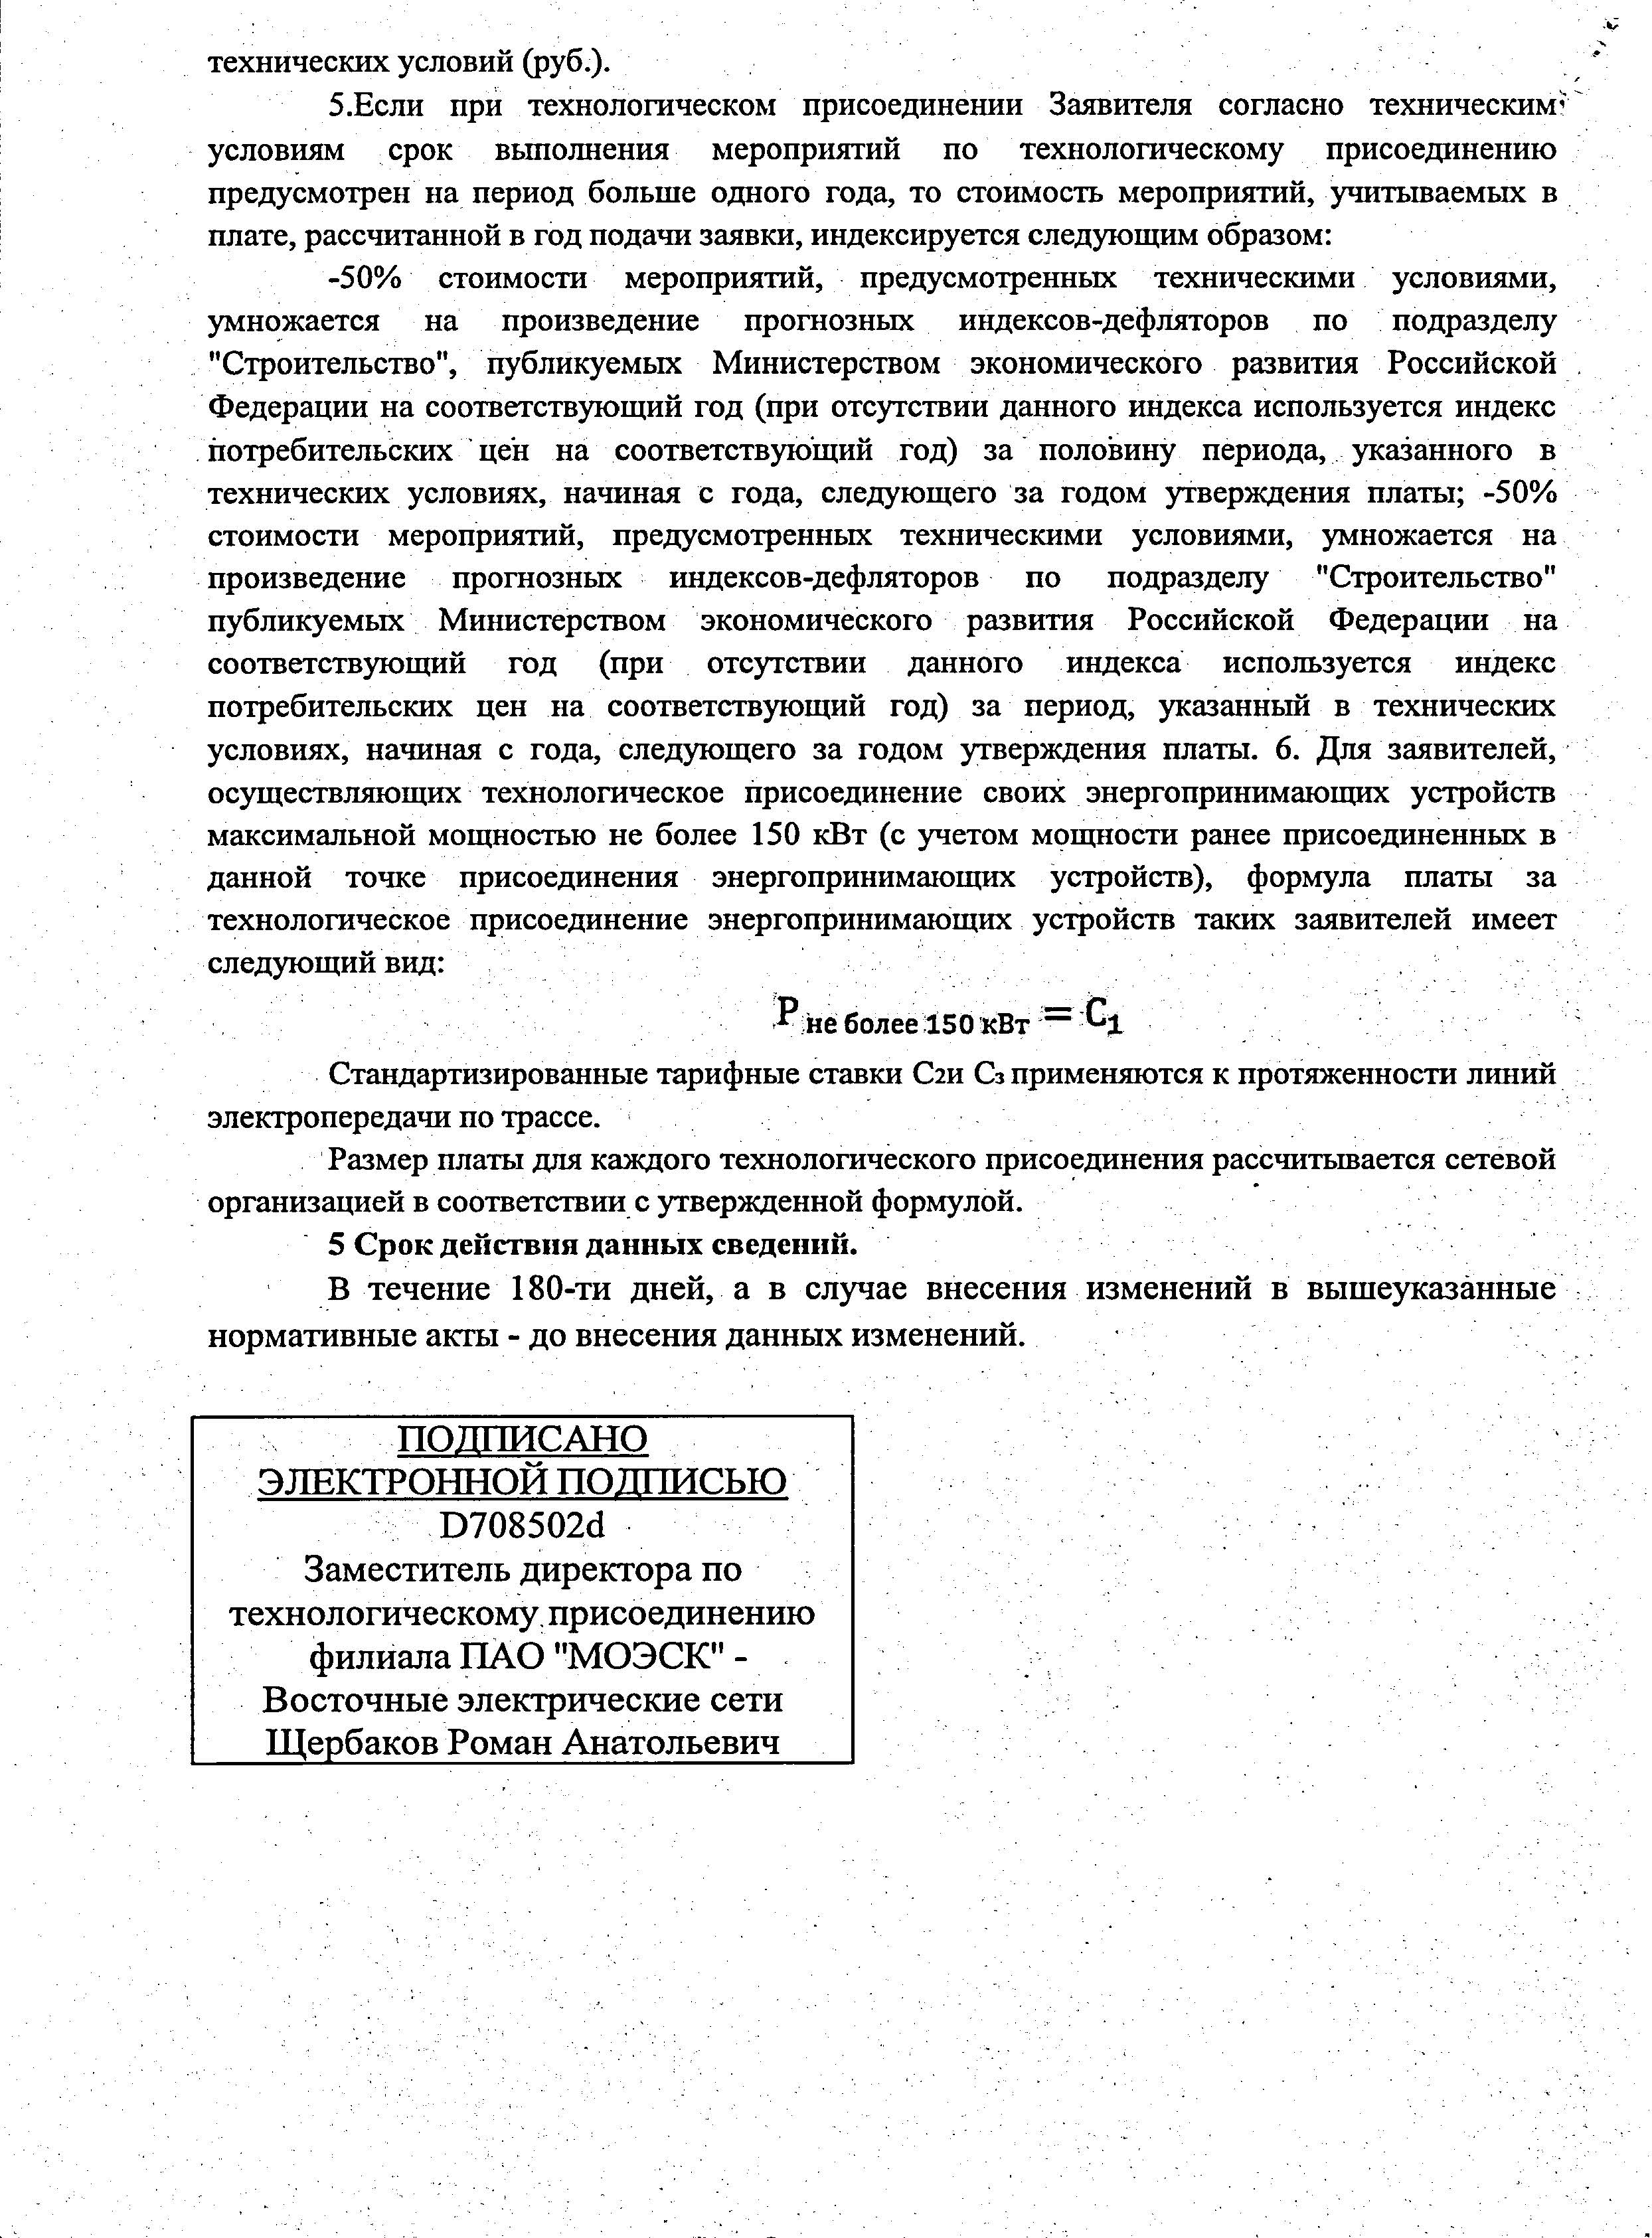 технических условий (руб.).
5.Если при технологическом присоединении Заявителя согласно техническим
условиям срок выполнения мероприятий по технологическому присоединению
предусмотрен на период больше одного года, то стоимость мероприятий, учитываемых в
плате, рассчитанной в год подачи заявки, индексируется следующим образом:
-50% стоимости мероприятий, предусмотренных техническими условиями,
умножается на произведение прогнозных индексов-дефляторов по подразделу
"Строительство", публикуемых Министерством экономического развития Российской
Федерации на соответствующий год (при отсутствии данного индекса используется индекс
потребительских цен на соответствующий год) за половину периода, указанного в
технических условиях, начиная с года, следующего за годом утверждения платы; -50%
стоимости мероприятий, предусмотренных техническими условиями, умножается на
произведение прогнозных индексов-дефляторов по подразделу "Строительство"
публикуемых Министерством экономического развития Российской Федерации на
соответствующий год (при отсутствии данного индекса используется индекс
потребительских цен на соответствующий год) за период, указанный в технических
условиях, начиная с года, следующего за годом утверждения платы. 6. Для заявителей,
осуществляющих технологическое присоединение своих энергопринимающих устройств
максимальной мощностью не более 150 кВт (с учетом мощности ранее присоединенных в
данной точке присоединения энергопринимающих устройств), формула платы за
технологическое присоединение энергопринимающих устройств таких заявителей имеет
следующий вид:
P не более 150 кВт = C1
Стандартизированные тарифные ставки С2и С3 применяются к протяженности линий
электропередачи по трассе.
Размер платы для каждого технологического присоединения рассчитывается сетевой
организацией в соответствии с утвержденной формулой.
5 Срок действия данных сведений.
В течение 180-ти дней, а в случае внесения изменений в вышеуказанные
нормативные акты - до внесения данных изменений.
ПОДПИСАНО
ЭЛЕКТРОННОЙ ПОДПИСЬЮ
D708502d
Заместитель директора по
технологическому присоединению
филиала ПАО "МОЭСК" -
Восточные электрические сети
Щербаков Роман Анатольевич